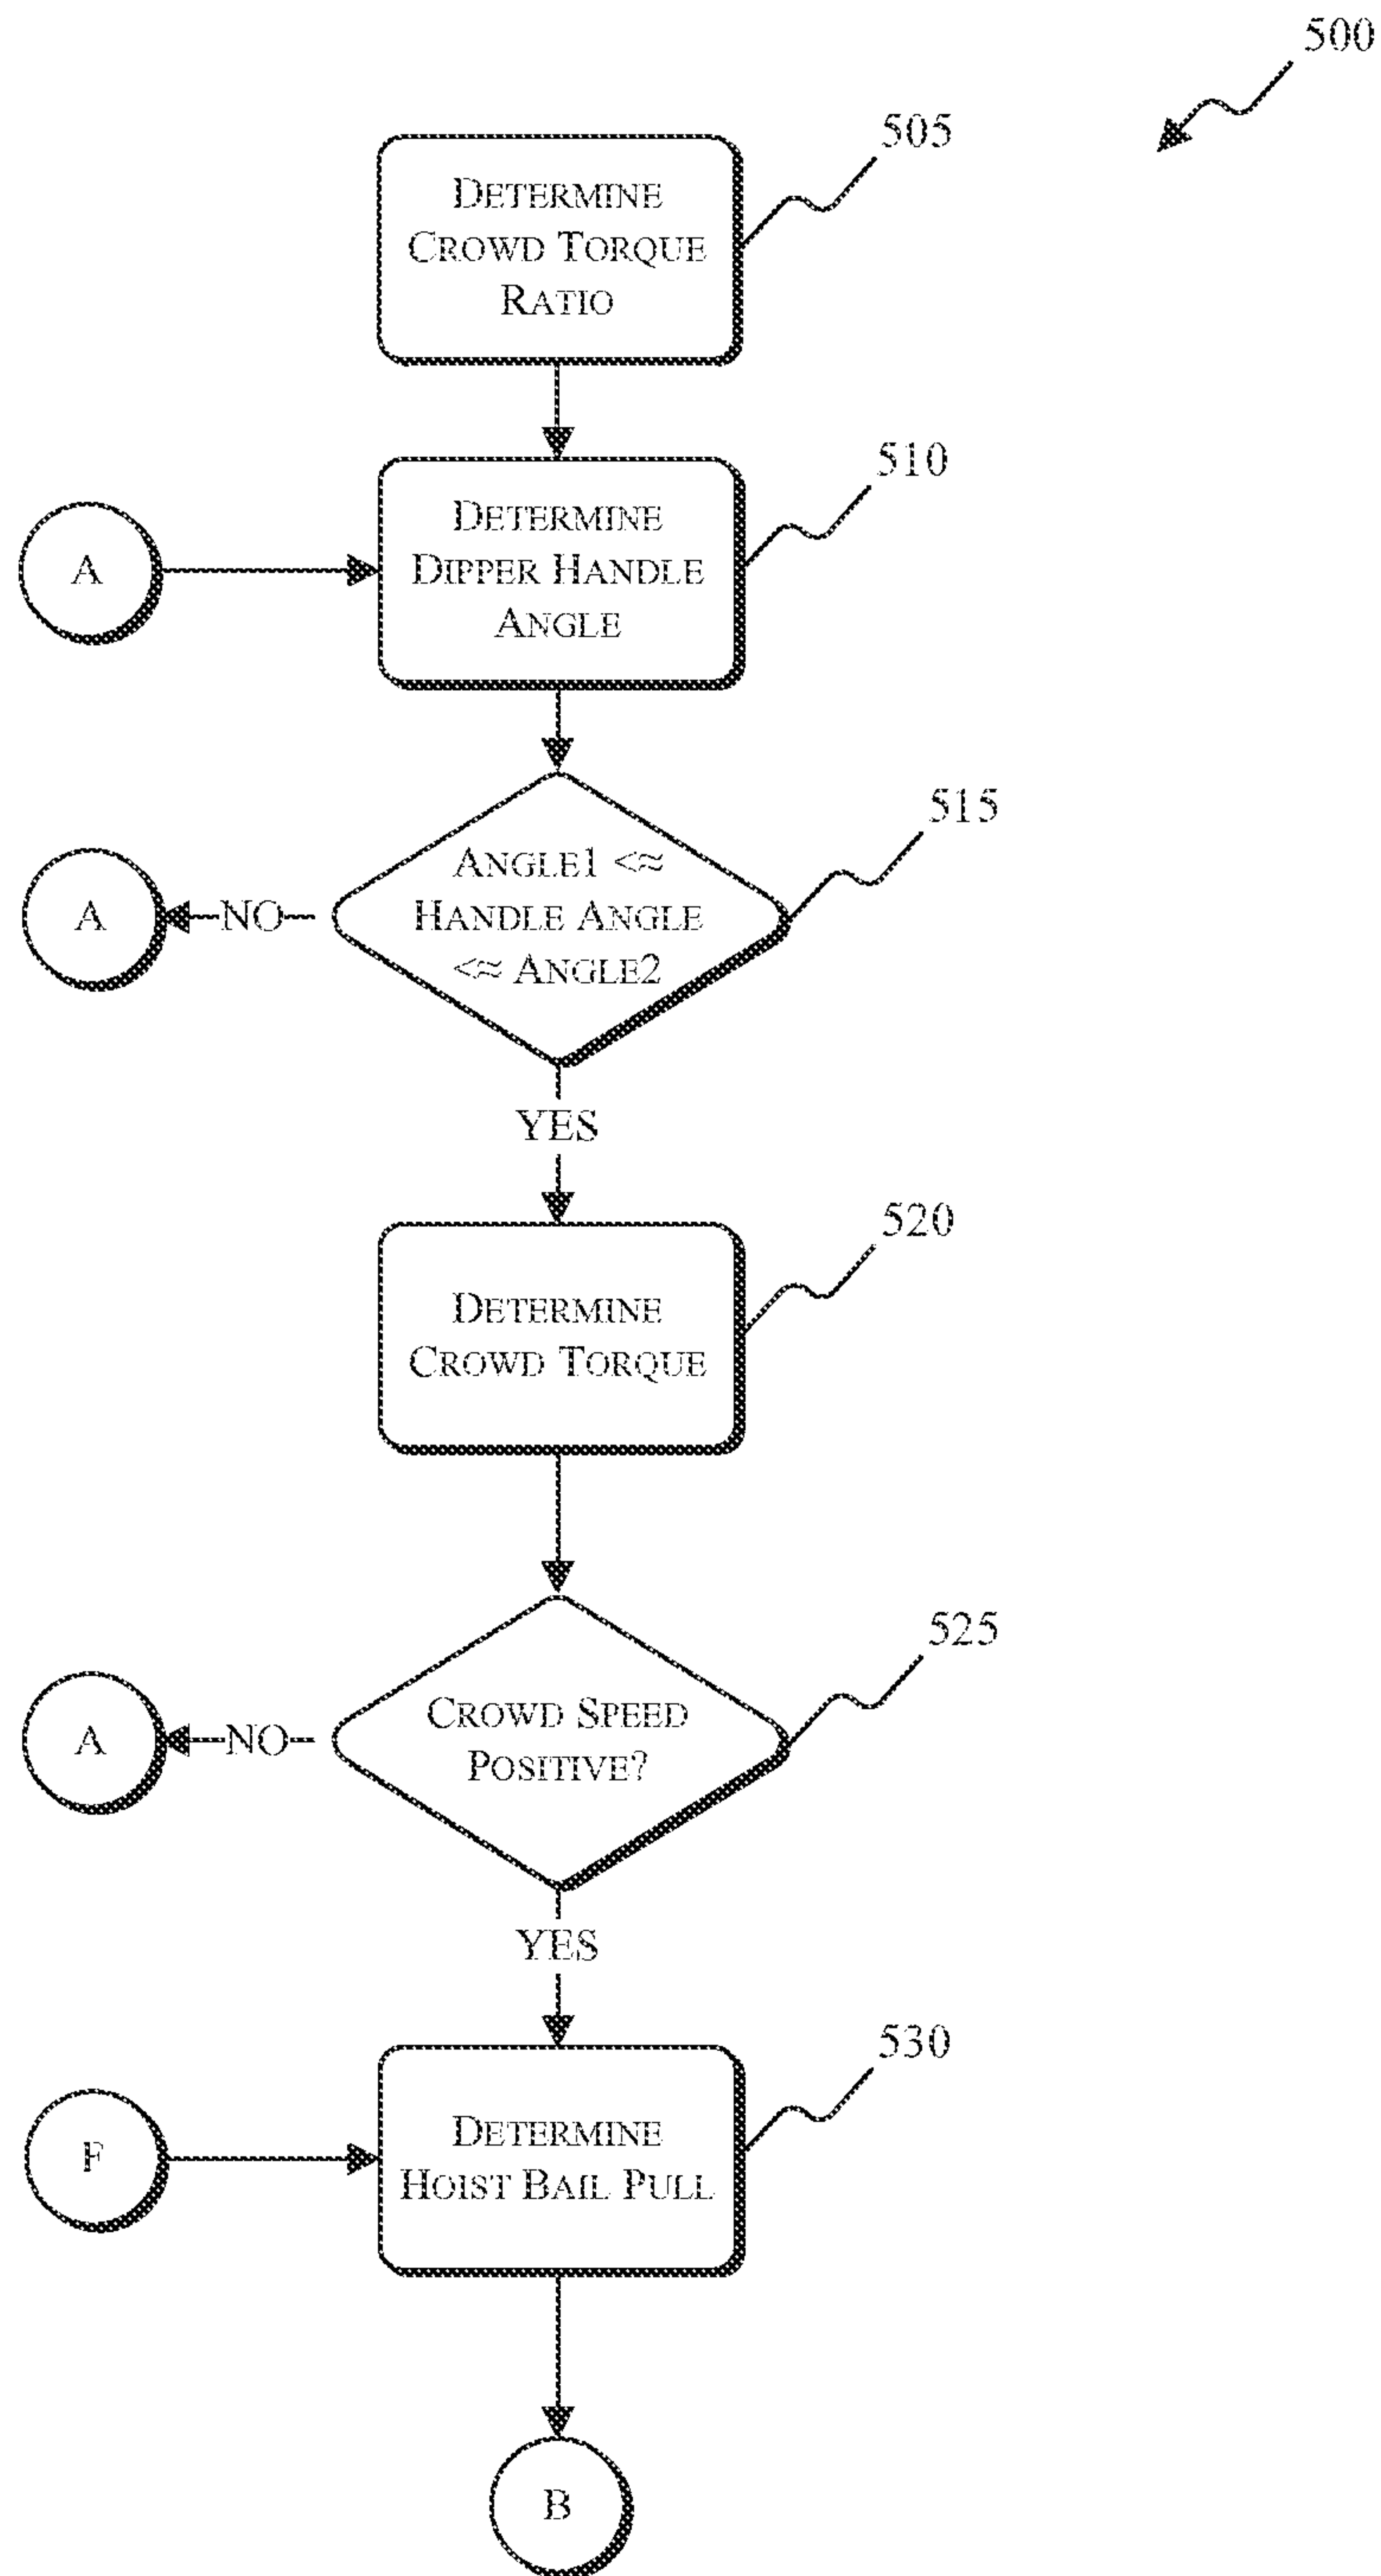 500
505
DETERMINE
CROWD TORQUE
RATIO
510
DETERMINE
DIPPER HANDLE
ANGLE
A
515
ANGLE1 <≈
HANDLE ANGLE
<≈ ANGLE2
NO
A
YES
520
DETERMINE
CROWD TORQUE
525
CROWD SPEED
POSITIVE?
NO
A
YES
530
DETERMINE
HOIST BAIL PULL
F
B